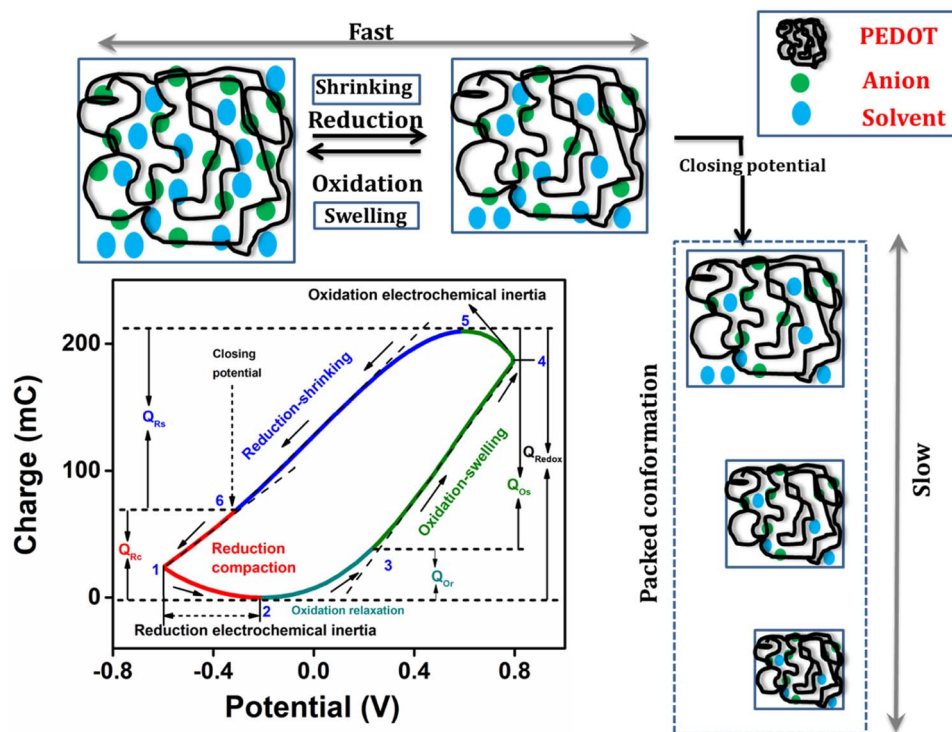 Fast
PEDOT
Anion
Solvent
Shrinking
Reduction
Oxidation
Swelling
Closing potential
Oxidation electrochemical inertia
5
200
Closing
potential
4
Reduction-shrinking
Q_Rs
Q_Redox
Oxidation-swelling
Q_Os
Charge (mC)
100
6
Q_Rc
Reduction
compaction
3
1
Q_Or
0
2
Oxidation relaxation
Reduction electrochemical inertia
-0.8
-0.4
0.0
0.4
0.8
Potential (V)
Packed conformation
Slow